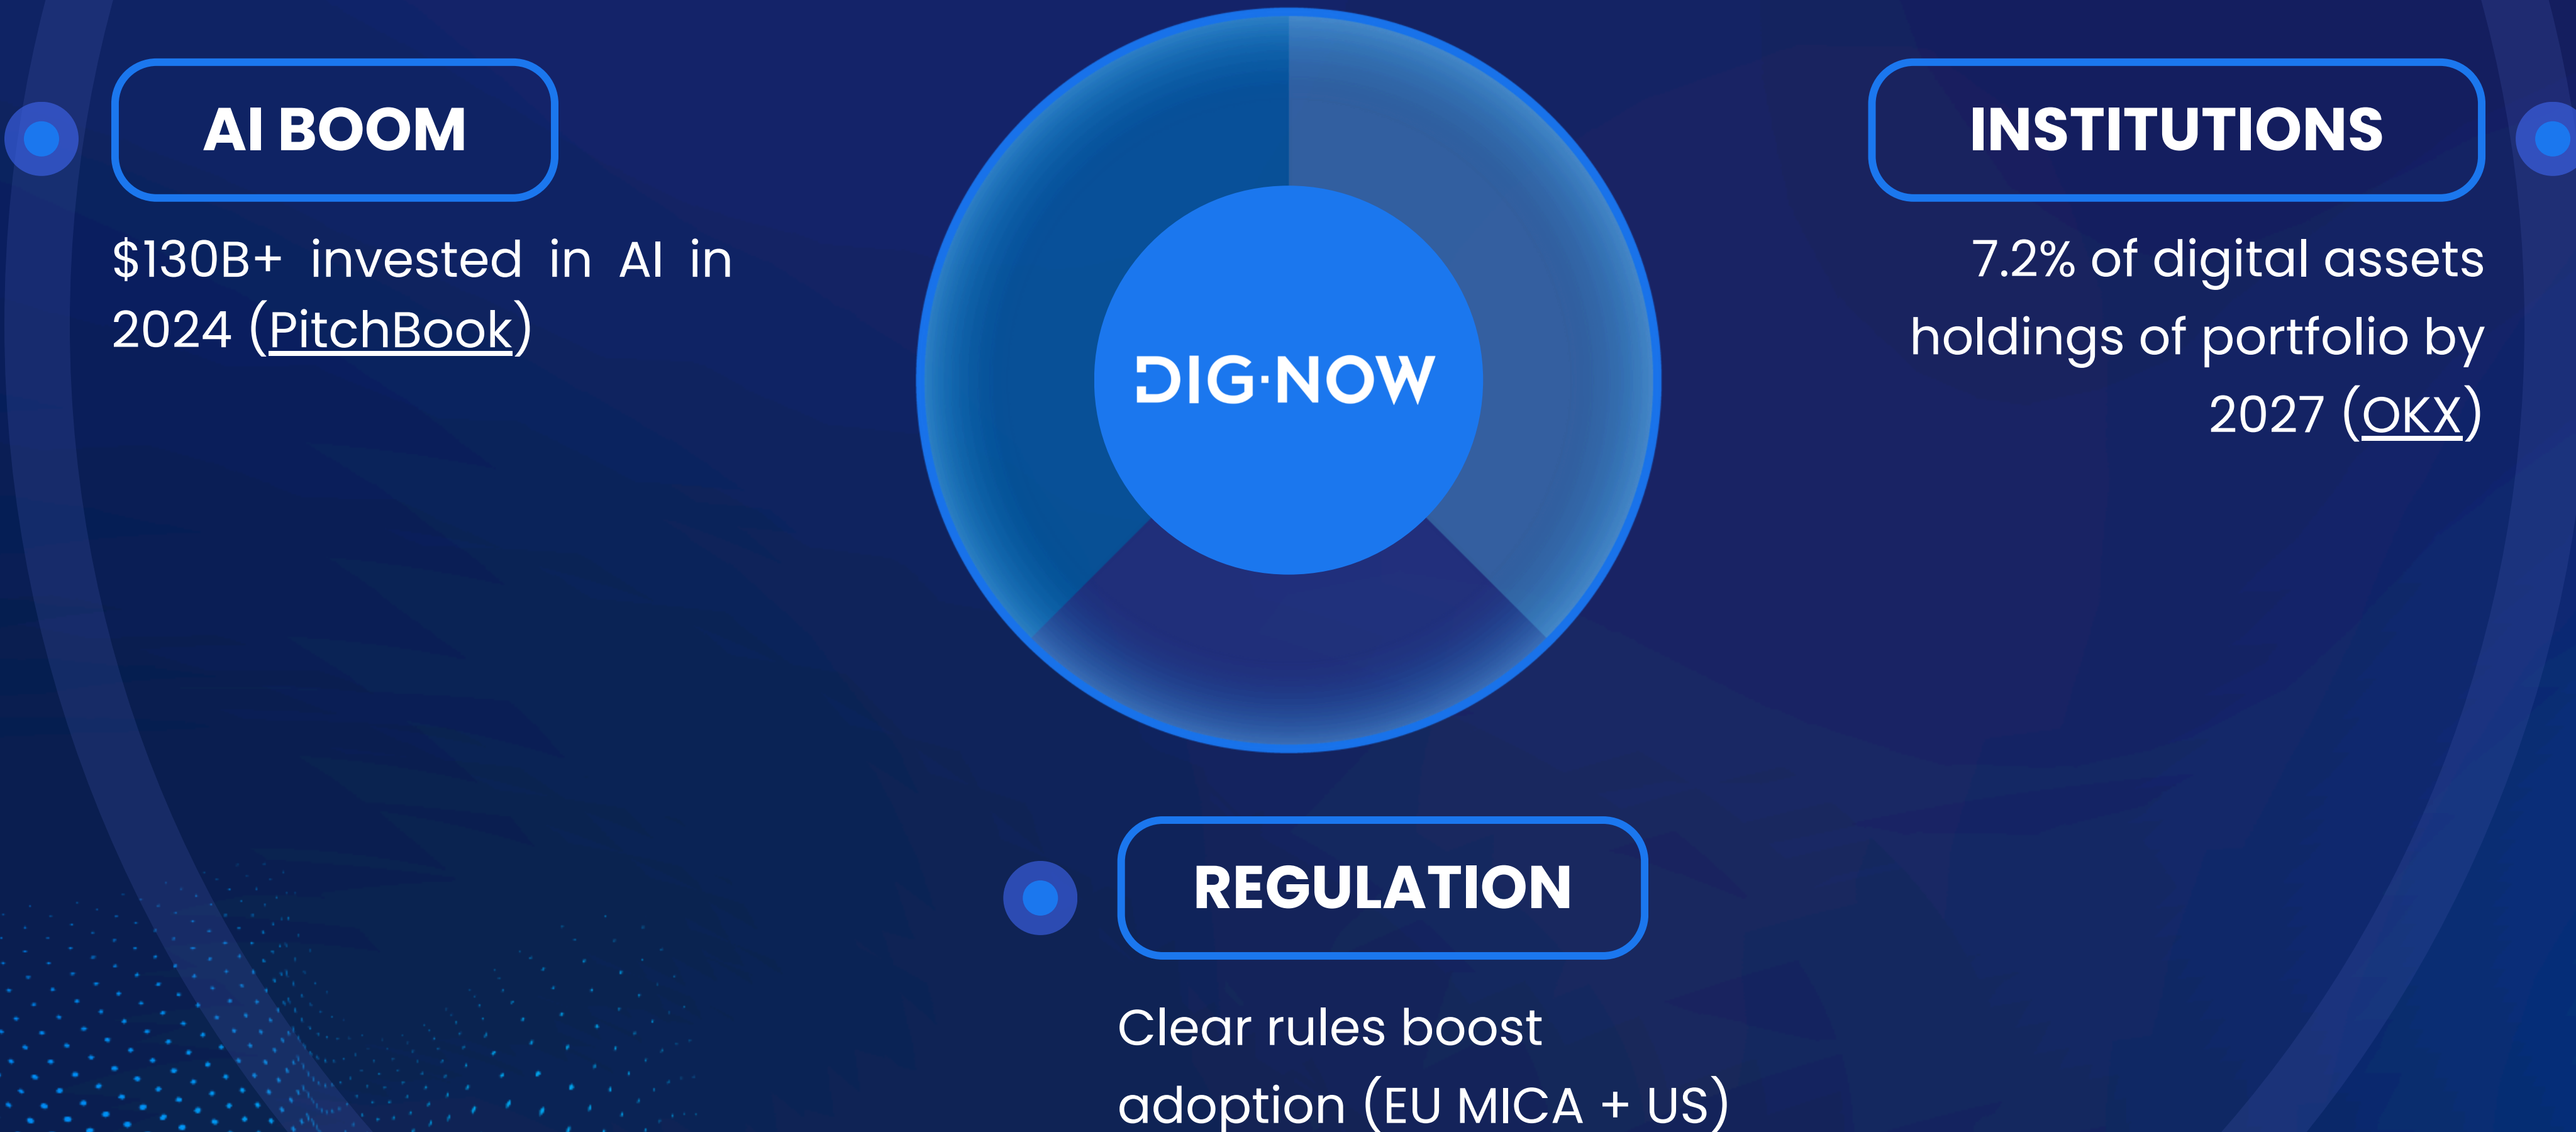 AI BOOM
$130B+ invested in AI in
2024 (PitchBook)
DIG·NOW
INSTITUTIONS
7.2% of digital assets
holdings of portfolio by
2027 (OKX)
REGULATION
Clear rules boost
adoption (EU MICA + US)